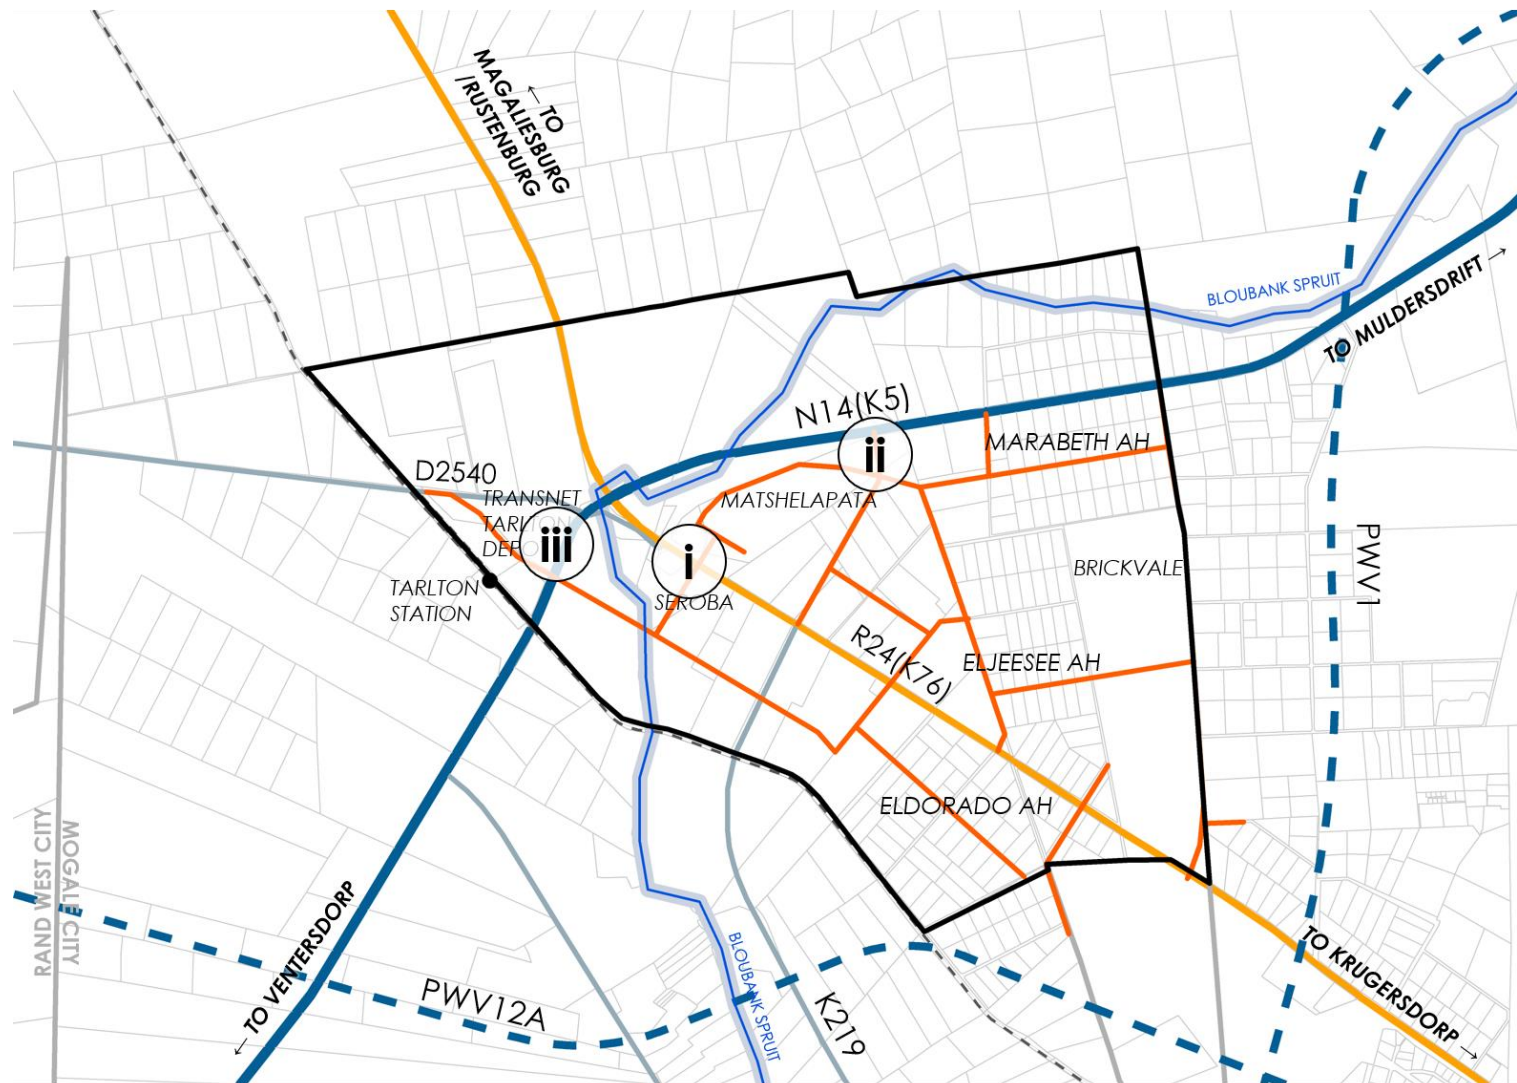 ← TO
MAGALIESBURG
/RUSTENBURG
BLOUBANK SPRUIT
TO MULDERSDRIFT →
N14(K5)
MARABETH AH
ii
D2540
TRANSNET
TARLTON
DEPOT
iii
MATSHELAPATA
i
SEROBA
BRICKVALE
PWV1
TARLTON
STATION
R24(K76)
ELJEESEE AH
ELDORADO AH
RAND WEST CITY
MOGALE CITY
← TO VENTERSDORP
PWV12A
BLOUBANK SPRUIT
K219
TO KRUGERSDORP →